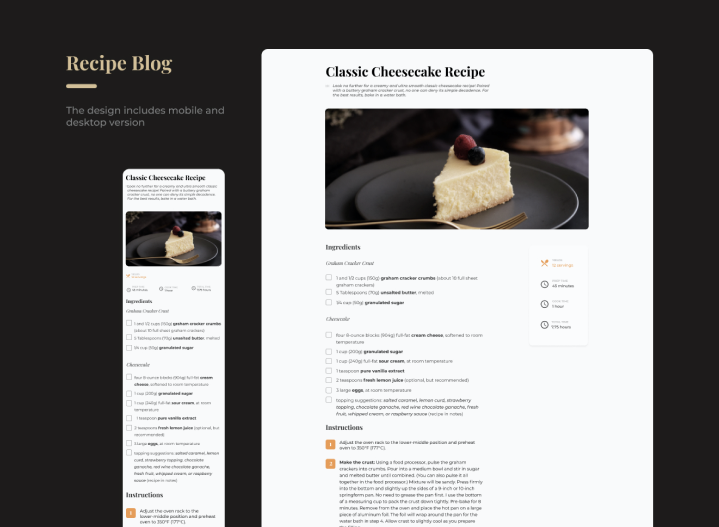 Recipe Blog
The design includes mobile and
desktop version
Classic Cheesecake Recipe
Look no further for a creamy and ultra smooth classic cheesecake recipe! Paired
with a buttery graham cracker crust, no one can deny its simple decadence. For
the best results, bake in a water bath.
Ingredients
Graham Cracker Crust
1 and 1/2 cups (150g) graham cracker crumbs (about 10 full sheet
graham crackers)
5 Tablespoons (70g) unsalted butter, melted
1/4 cup (50g) granulated sugar
Cheesecake
four 8-ounce blocks (904g) full-fat cream cheese, softened to room
temperature
1 cup (200g) granulated sugar
1 cup (240g) full-fat sour cream, at room temperature
1 teaspoon pure vanilla extract
2 teaspoons fresh lemon juice (optional, but recommended)
3 large eggs, at room temperature
topping suggestions: salted caramel, lemon curd, strawberry
topping, chocolate ganache, red wine chocolate ganache, fresh
fruit, whipped cream, or raspberry sauce (recipe in notes)
12 servings
45 minutes
1 hour
7.75 hours
Instructions
1 Adjust the oven rack to the lower-middle position and preheat
oven to 350°F (177°C).
2 Make the crust: Using a food processor, pulse the graham
crackers into crumbs. Pour into a medium bowl and stir in sugar
and melted butter until combined. (You can also pulse it all
together in the food processor.) Mixture will be sandy. Press firmly
into the bottom and slightly up the sides of a 9-inch or 10-inch
springform pan. No need to grease the pan first. I use the bottom
of a measuring cup to pack the crust down tightly. Pre-bake for 8
minutes. Remove from the oven and place the hot pan on a large
piece of aluminum foil. The foil will wrap around the pan for the
water bath in step 4. Allow crust to slightly cool as you prepare
Classic Cheesecake Recipe
Look no further for a creamy and ultra smooth classic
cheesecake recipe! Paired with a buttery graham
cracker crust, no one can deny its simple decadence.
For the best results, bake in a water bath.
12 servings
45 minutes
1 hour
7.75 hours
Ingredients
Graham Cracker Crust
1 and 1/2 cups (150g) graham cracker crumbs
(about 10 full sheet graham crackers)
5 Tablespoons (70g) unsalted butter, melted
1/4 cup (50g) granulated sugar
Cheesecake
four 8-ounce blocks (904g) full-fat cream
cheese, softened to room temperature
1 cup (200g) granulated sugar
1 cup (240g) full-fat sour cream, at room
temperature
1 teaspoon pure vanilla extract
2 teaspoons fresh lemon juice (optional, but
recommended)
3 large eggs, at room temperature
topping suggestions: salted caramel, lemon
curd, strawberry topping, chocolate
ganache, red wine chocolate ganache,
fresh fruit, whipped cream, or raspberry
sauce (recipe in notes)
Instructions
1 Adjust the oven rack to the
lower-middle position and preheat
oven to 350°F (177°C).